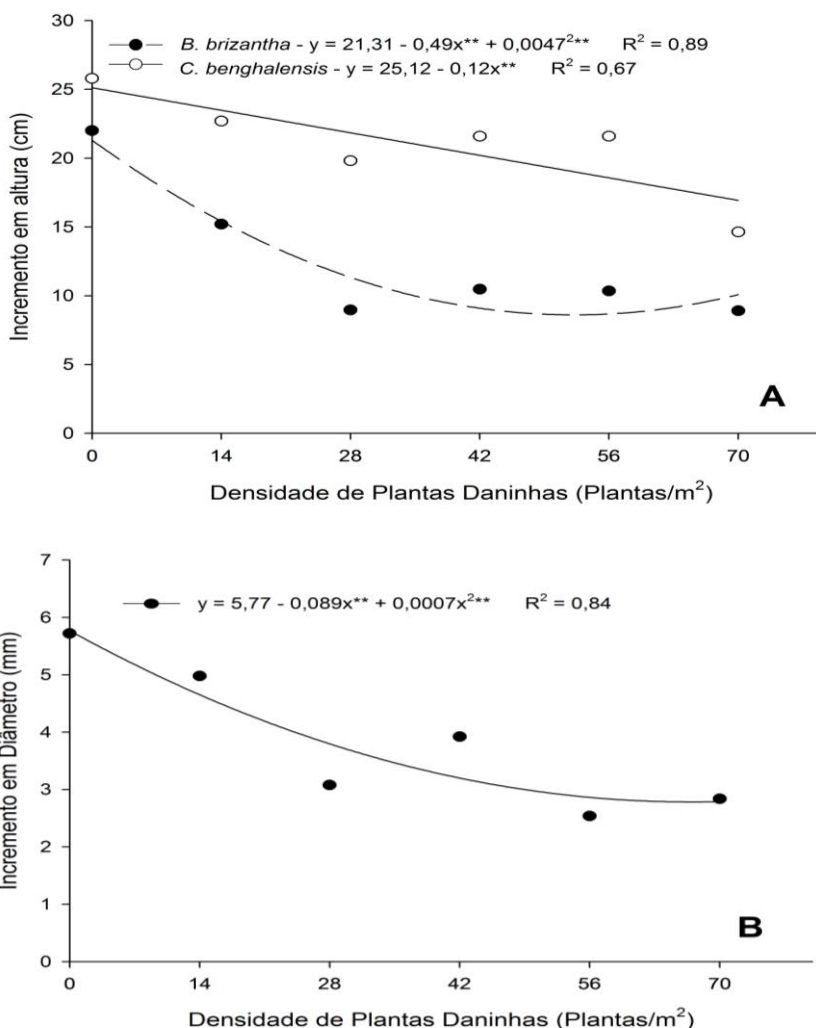 30
B. brizantha - y = 21,31 - 0,49x** + 0,0047²** R² = 0,89
C. benghalensis - y = 25,12 - 0,12x** R² = 0,67
25
20
15
10
5
0
Incremento em altura (cm)
A
0 14 28 42 56 70
Densidade de Plantas Daninhas (Plantas/m²)
7
y = 5,77 - 0,089x** + 0,0007x²** R² = 0,84
6
5
4
3
2
1
0
Incremento em Diâmetro (mm)
B
0 14 28 42 56 70
Densidade de Plantas Daninhas (Plantas/m²)